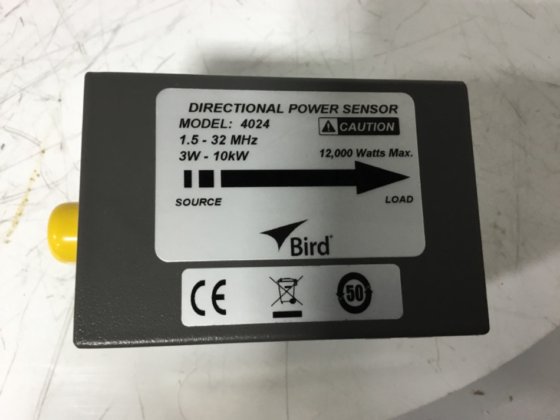 DIRECTIONAL POWER SENSOR
MODEL: 4024
CAUTION
1.5 - 32 MHz
3W - 10kW
12,000 Watts Max.
SOURCE
LOAD
Bird
CE
50